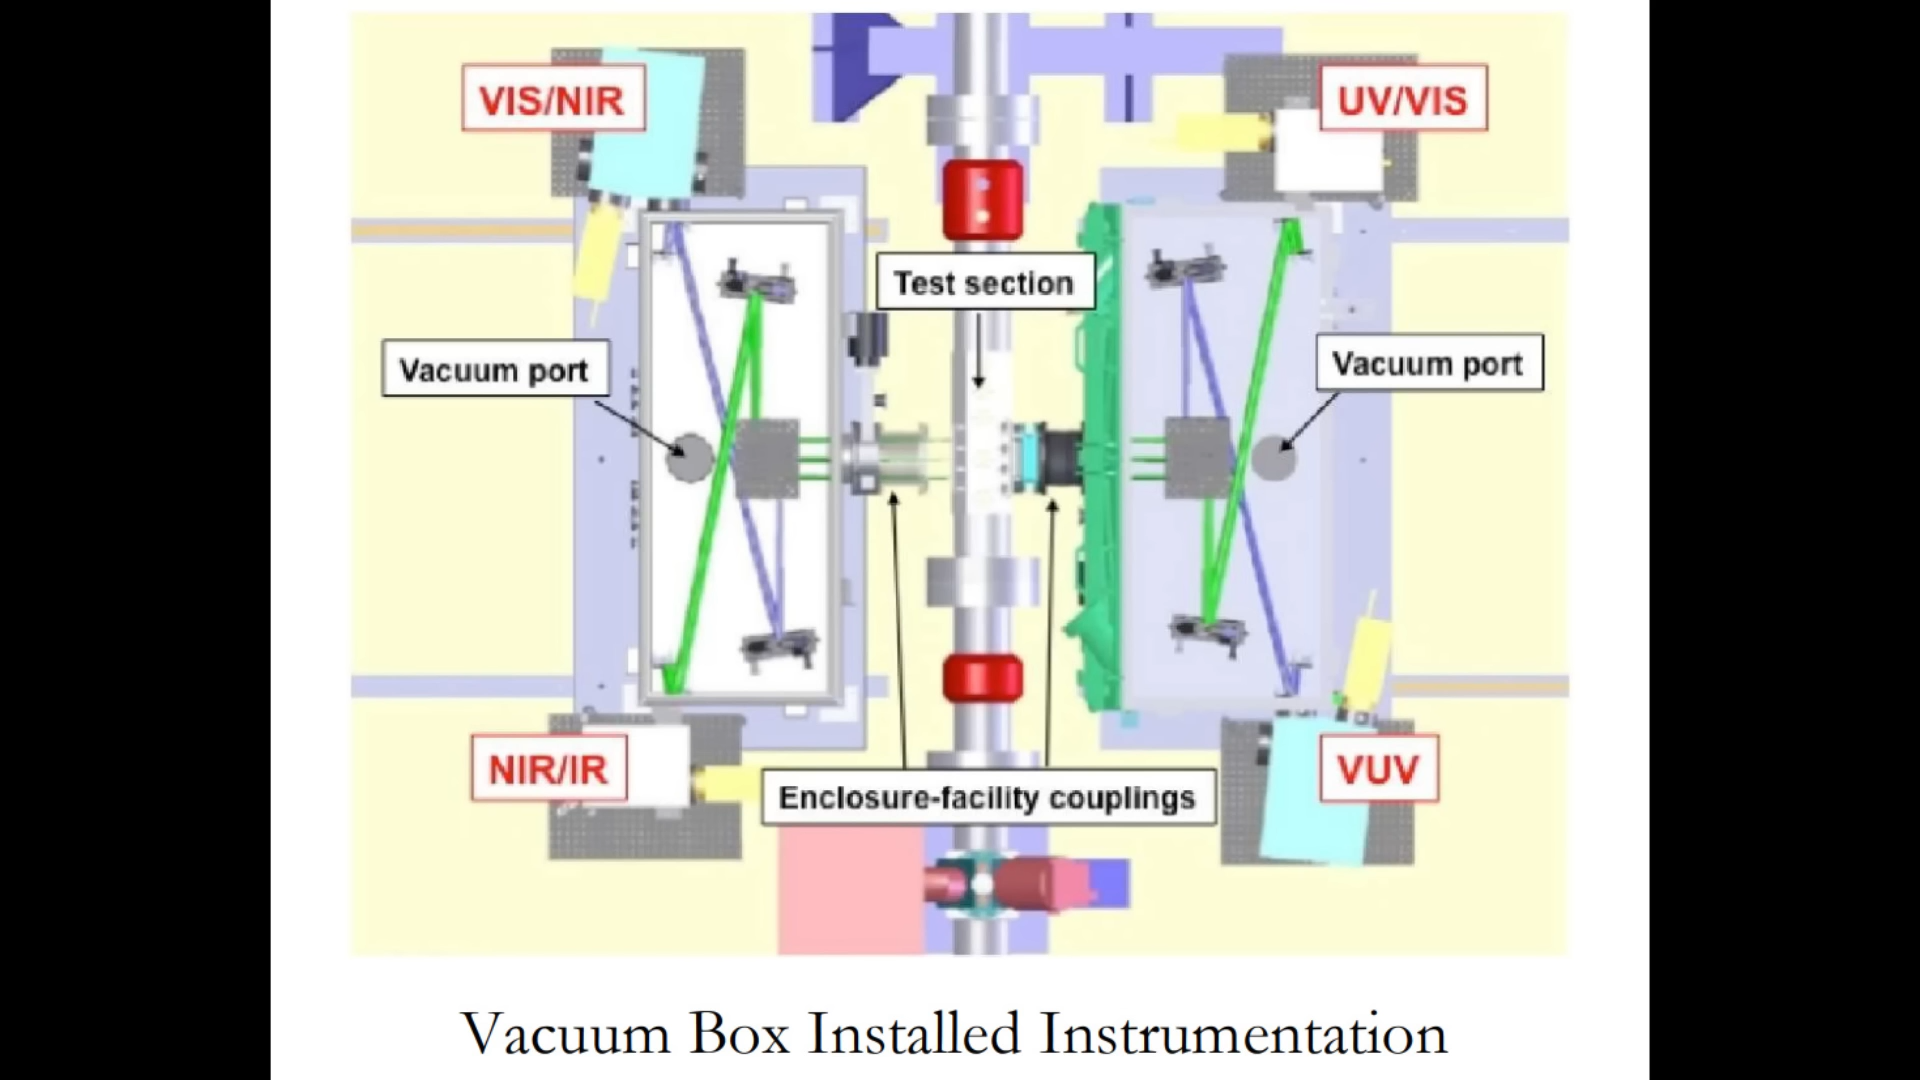 VIS/NIR
UV/VIS
Test section
Vacuum port
Vacuum port
NIR/IR
VUV
Enclosure-facility couplings
Vacuum Box Installed Instrumentation